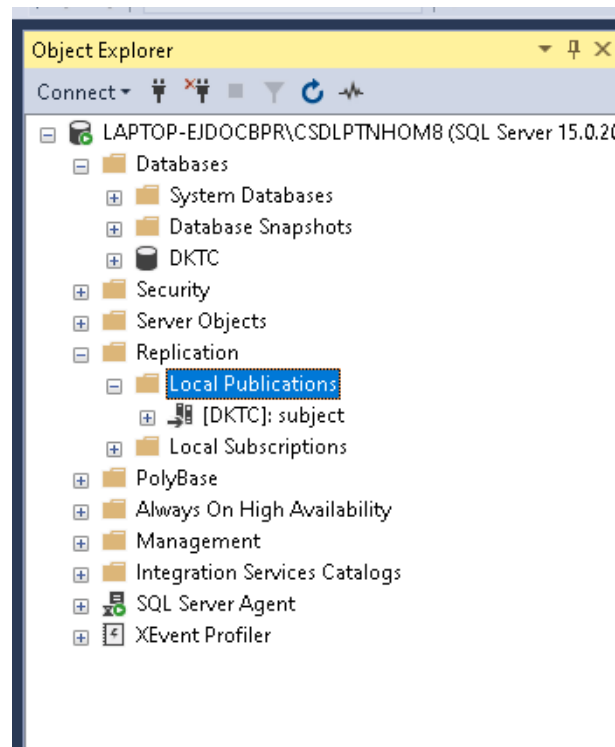 Object Explorer
Connect
LAPTOP-EJDOCBPR\CSDLPTNHOM8 (SQL Server 15.0.20
Databases
System Databases
Database Snapshots
DKTC
Security
Server Objects
Replication
Local Publications
[DKTC]: subject
Local Subscriptions
PolyBase
Always On High Availability
Management
Integration Services Catalogs
SQL Server Agent
XEvent Profiler